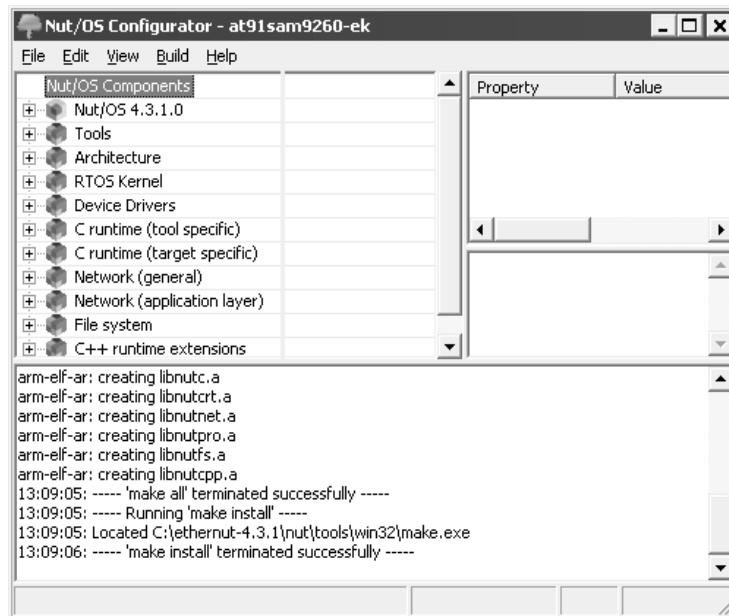 Nut/OS Configurator - at91sam9260-ek
File Edit View Build Help
Nut/OS Components
Nut/OS 4.3.1.0
Tools
Architecture
RTOS Kernel
Device Drivers
C runtime (tool specific)
C runtime (target specific)
Network (general)
Network (application layer)
File system
C++ runtime extensions
Property Value
arm-elf-ar: creating libnutc.a
arm-elf-ar: creating libnutcrt.a
arm-elf-ar: creating libnutnet.a
arm-elf-ar: creating libnutpro.a
arm-elf-ar: creating libnutfs.a
arm-elf-ar: creating libnutcpp.a
13:09:05: ----- 'make all' terminated successfully -----
13:09:05: ----- Running 'make install' -----
13:09:05: Located C:\ethernut-4.3.1\nut\tools\win32\make.exe
13:09:06: ----- 'make install' terminated successfully -----